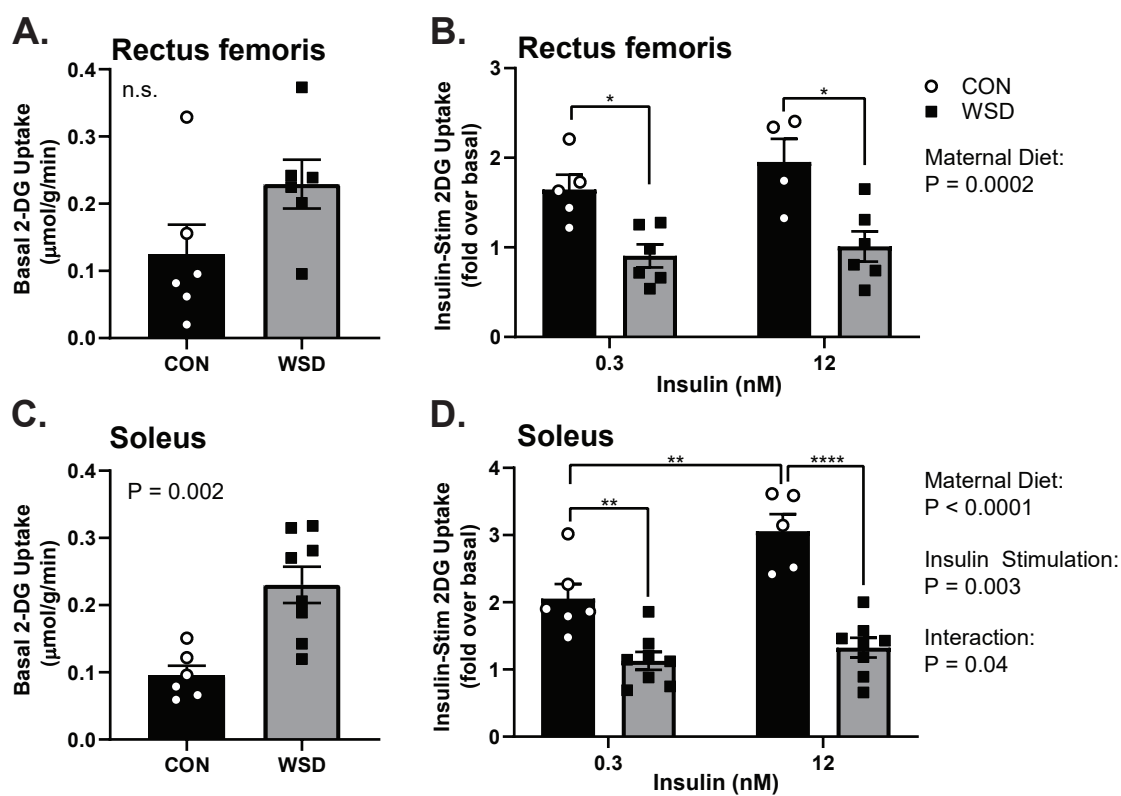 A.
Rectus femoris
n.s.
Basal 2-DG Uptake
(μmol/g/min)
0.4
0.3
0.2
0.1
0.0
CON
WSD
B.
Rectus femoris
Insulin-Stim 2DG Uptake
(fold over basal)
3
2
1
0
*
*
0.3
12
Insulin (nM)
CON
WSD
Maternal Diet:
P = 0.0002
C.
Soleus
P = 0.002
Basal 2-DG Uptake
(μmol/g/min)
0.4
0.3
0.2
0.1
0.0
CON
WSD
D.
Soleus
Insulin-Stim 2DG Uptake
(fold over basal)
4
3
2
1
0
**
****
**
0.3
12
Insulin (nM)
Maternal Diet:
P < 0.0001
Insulin Stimulation:
P = 0.003
Interaction:
P = 0.04